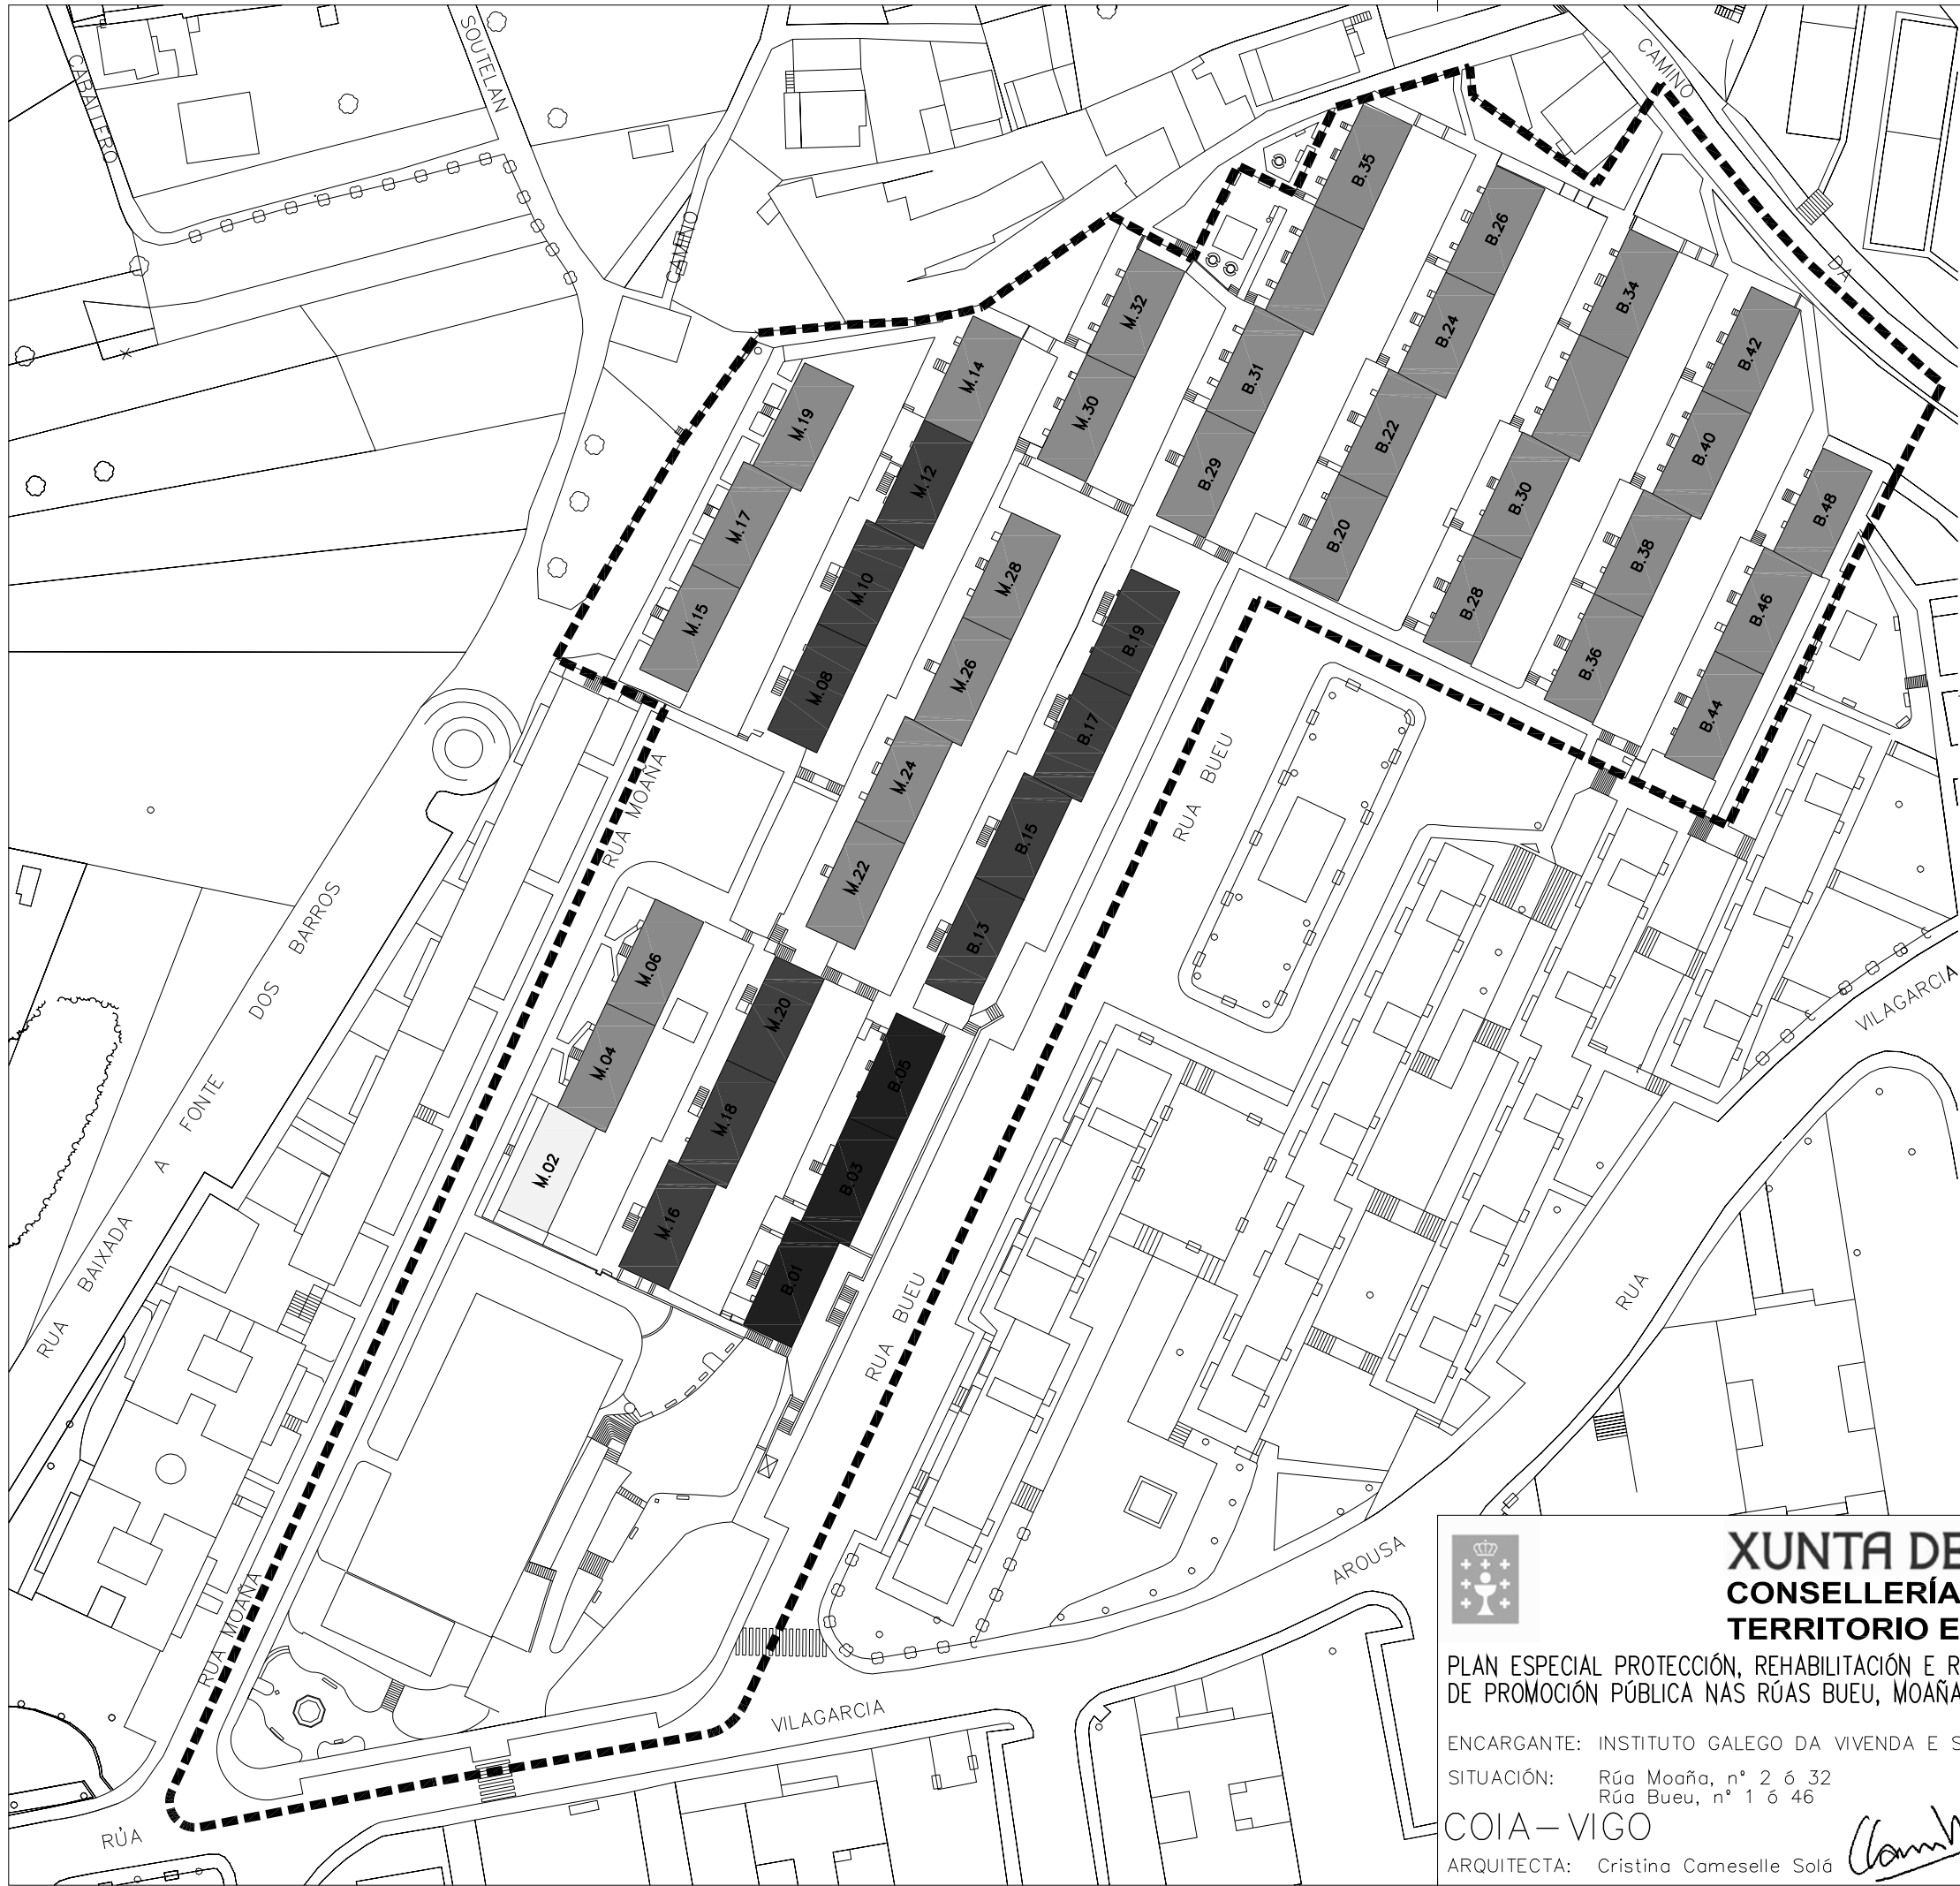 CABALEIRO
SOUTELAN
CAMINO
CAMINO
DA
B.35
B.26
B.34
B.42
M.32
B.24
M.14
M.30
B.31
B.22
B.40
M.19
M.12
B.29
B.30
B.48
M.17
M.28
B.20
B.38
M.10
B.28
B.46
M.15
B.19
M.08
M.26
B.36
B.17
B.44
M.24
RUA BUEU
RUA MOAÑA
B.15
M.22
B.13
M.06
M.20
M.04
B.05
M.18
M.02
B.03
M.16
B.01
RUA BAIXADA A FONTE DOS BARROS
RUA BUEU
RUA VILAGARCIA
RUA MOAÑA
AROUSA
RÚA VILAGARCIA
XUNTA DE
CONSELLERÍA
TERRITORIO E
PLAN ESPECIAL PROTECCIÓN, REHABILITACIÓN E R
DE PROMOCIÓN PÚBLICA NAS RÚAS BUEU, MOAÑA
ENCARGANTE: INSTITUTO GALEGO DA VIVENDA E S
SITUACIÓN: Rúa Moaña, nº 2 ó 32
Rúa Bueu, nº 1 ó 46
COIA-VIGO
ARQUITECTA: Cristina Cameselle Solá